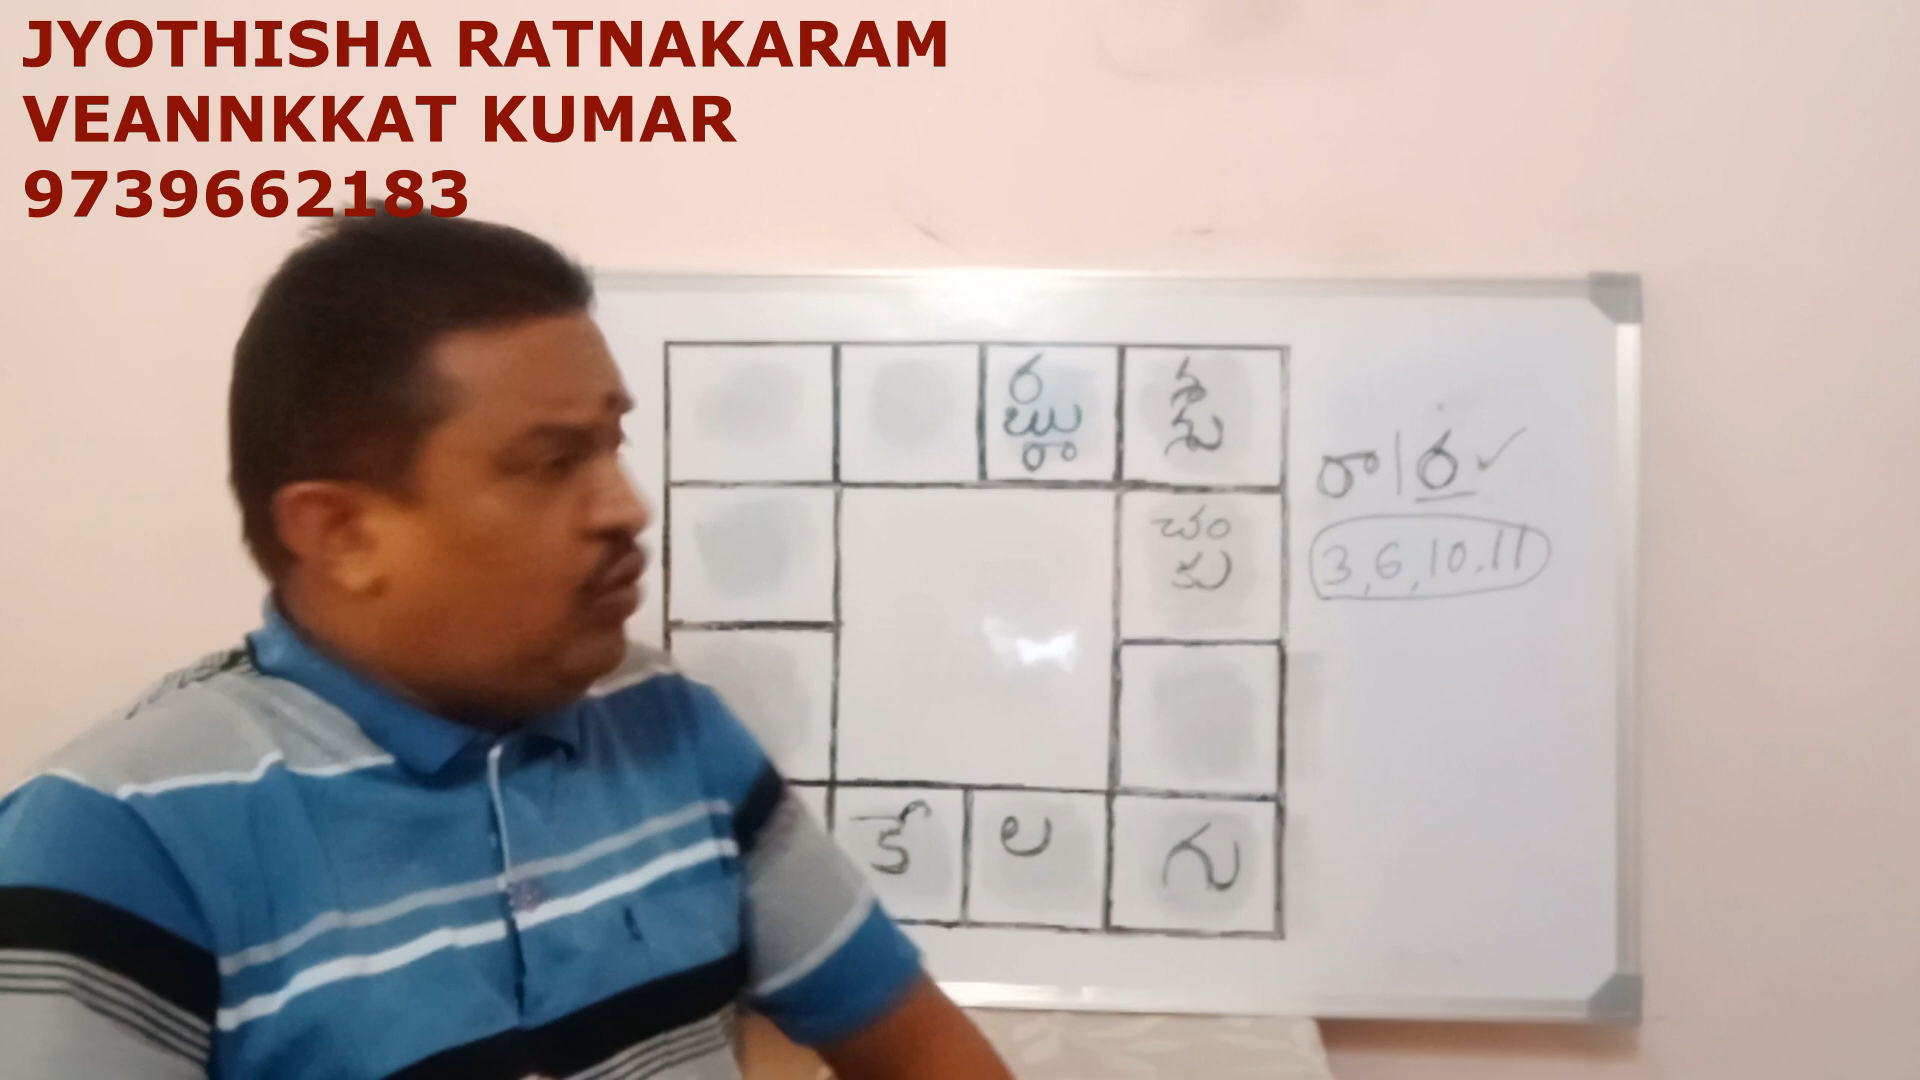 JYOTHISHA RATNAKARAM
VEANNKKAT KUMAR
9739662183
ర
బు
రా
శ
శు
రా | ర ✓
చం
కు
3, 6, 10, 11
కే
ల
గు